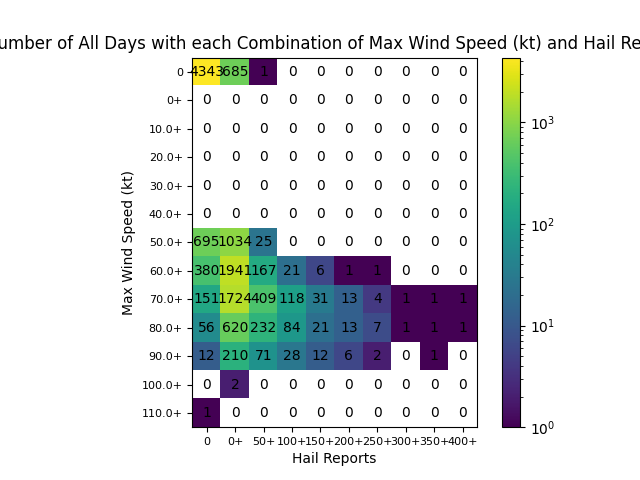 umber of All Days with each Combination of Max Wind Speed (kt) and Hail Re
0 4343 685 1 0 0 0 0 0 0 0
0+ 0 0 0 0 0 0 0 0 0 0
10.0+ 0 0 0 0 0 0 0 0 0 0
20.0+ 0 0 0 0 0 0 0 0 0 0
30.0+ 0 0 0 0 0 0 0 0 0 0
40.0+ 0 0 0 0 0 0 0 0 0 0
50.0+ 695 1034 25 0 0 0 0 0 0 0
60.0+ 380 1941 167 21 6 1 1 0 0 0
70.0+ 151 1724 409 118 31 13 4 1 1 1
80.0+ 56 620 232 84 21 13 7 1 1 1
90.0+ 12 210 71 28 12 6 2 0 1 0
100.0+ 0 2 0 0 0 0 0 0 0 0
110.0+ 1 0 0 0 0 0 0 0 0 0
0 0+ 50+ 100+ 150+ 200+ 250+ 300+ 350+ 400+
Hail Reports
Max Wind Speed (kt)
10^3
10^2
10^1
10^0